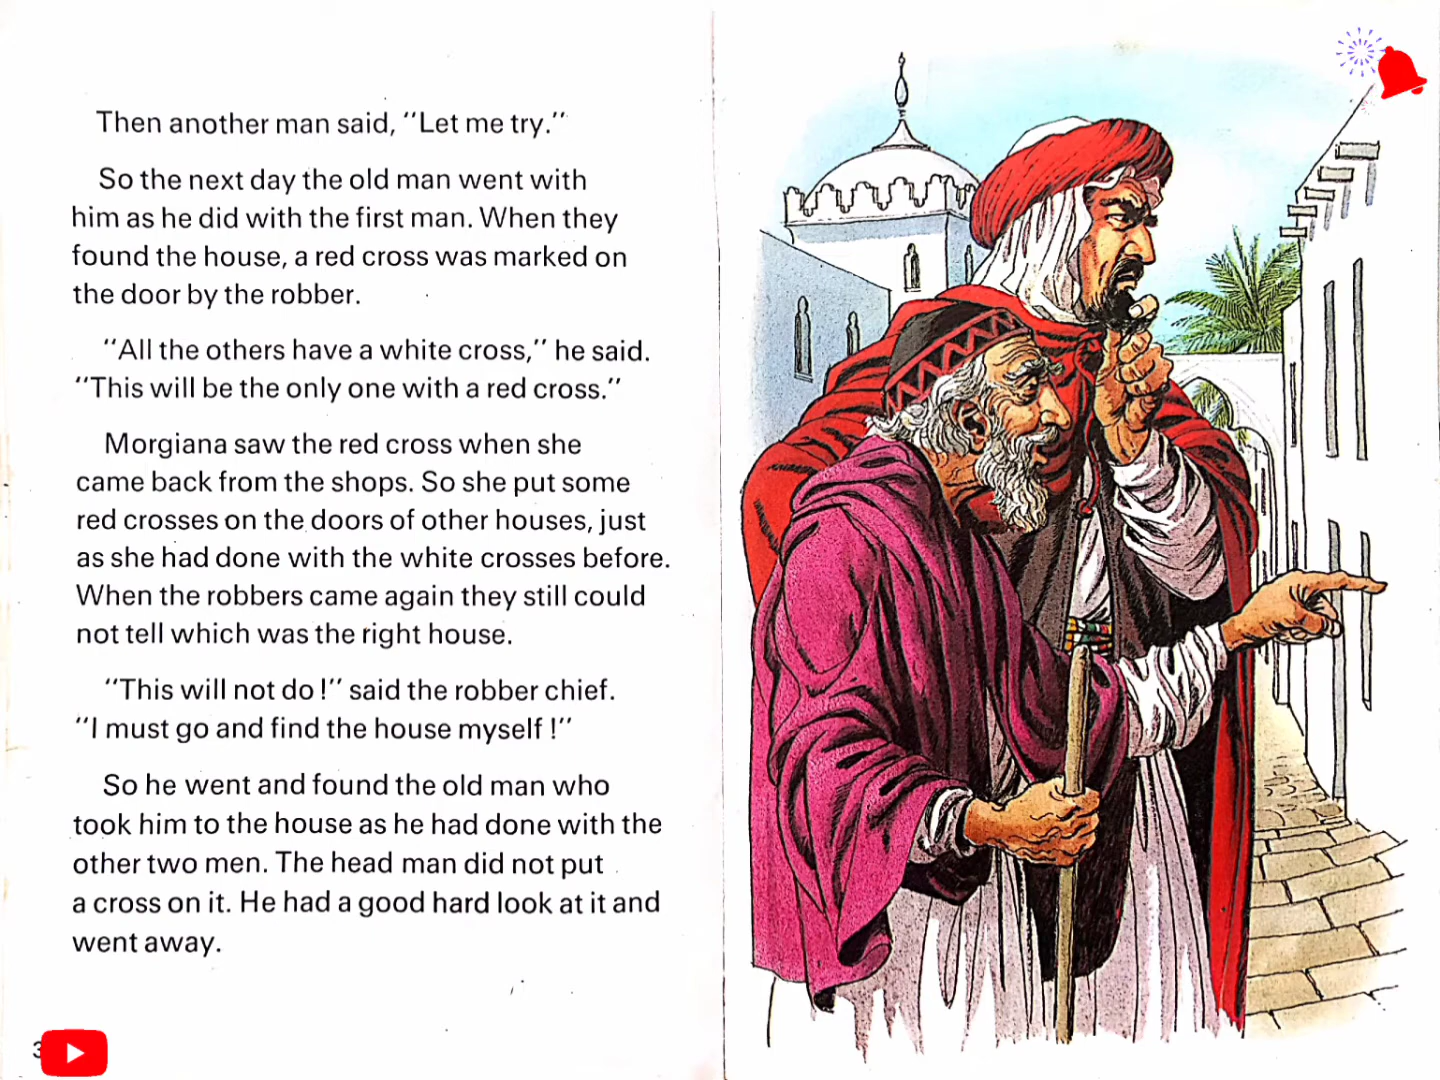 Then another man said, "Let me try."
So the next day the old man went with
him as he did with the first man. When they
found the house, a red cross was marked on
the door by the robber.
"All the others have a white cross," he said.
"This will be the only one with a red cross."
Morgiana saw the red cross when she
came back from the shops. So she put some
red crosses on the doors of other houses, just
as she had done with the white crosses before.
When the robbers came again they still could
not tell which was the right house.
"This will not do!" said the robber chief.
"I must go and find the house myself!"
So he went and found the old man who
took him to the house as he had done with the
other two men. The head man did not put
a cross on it. He had a good hard look at it and
went away.